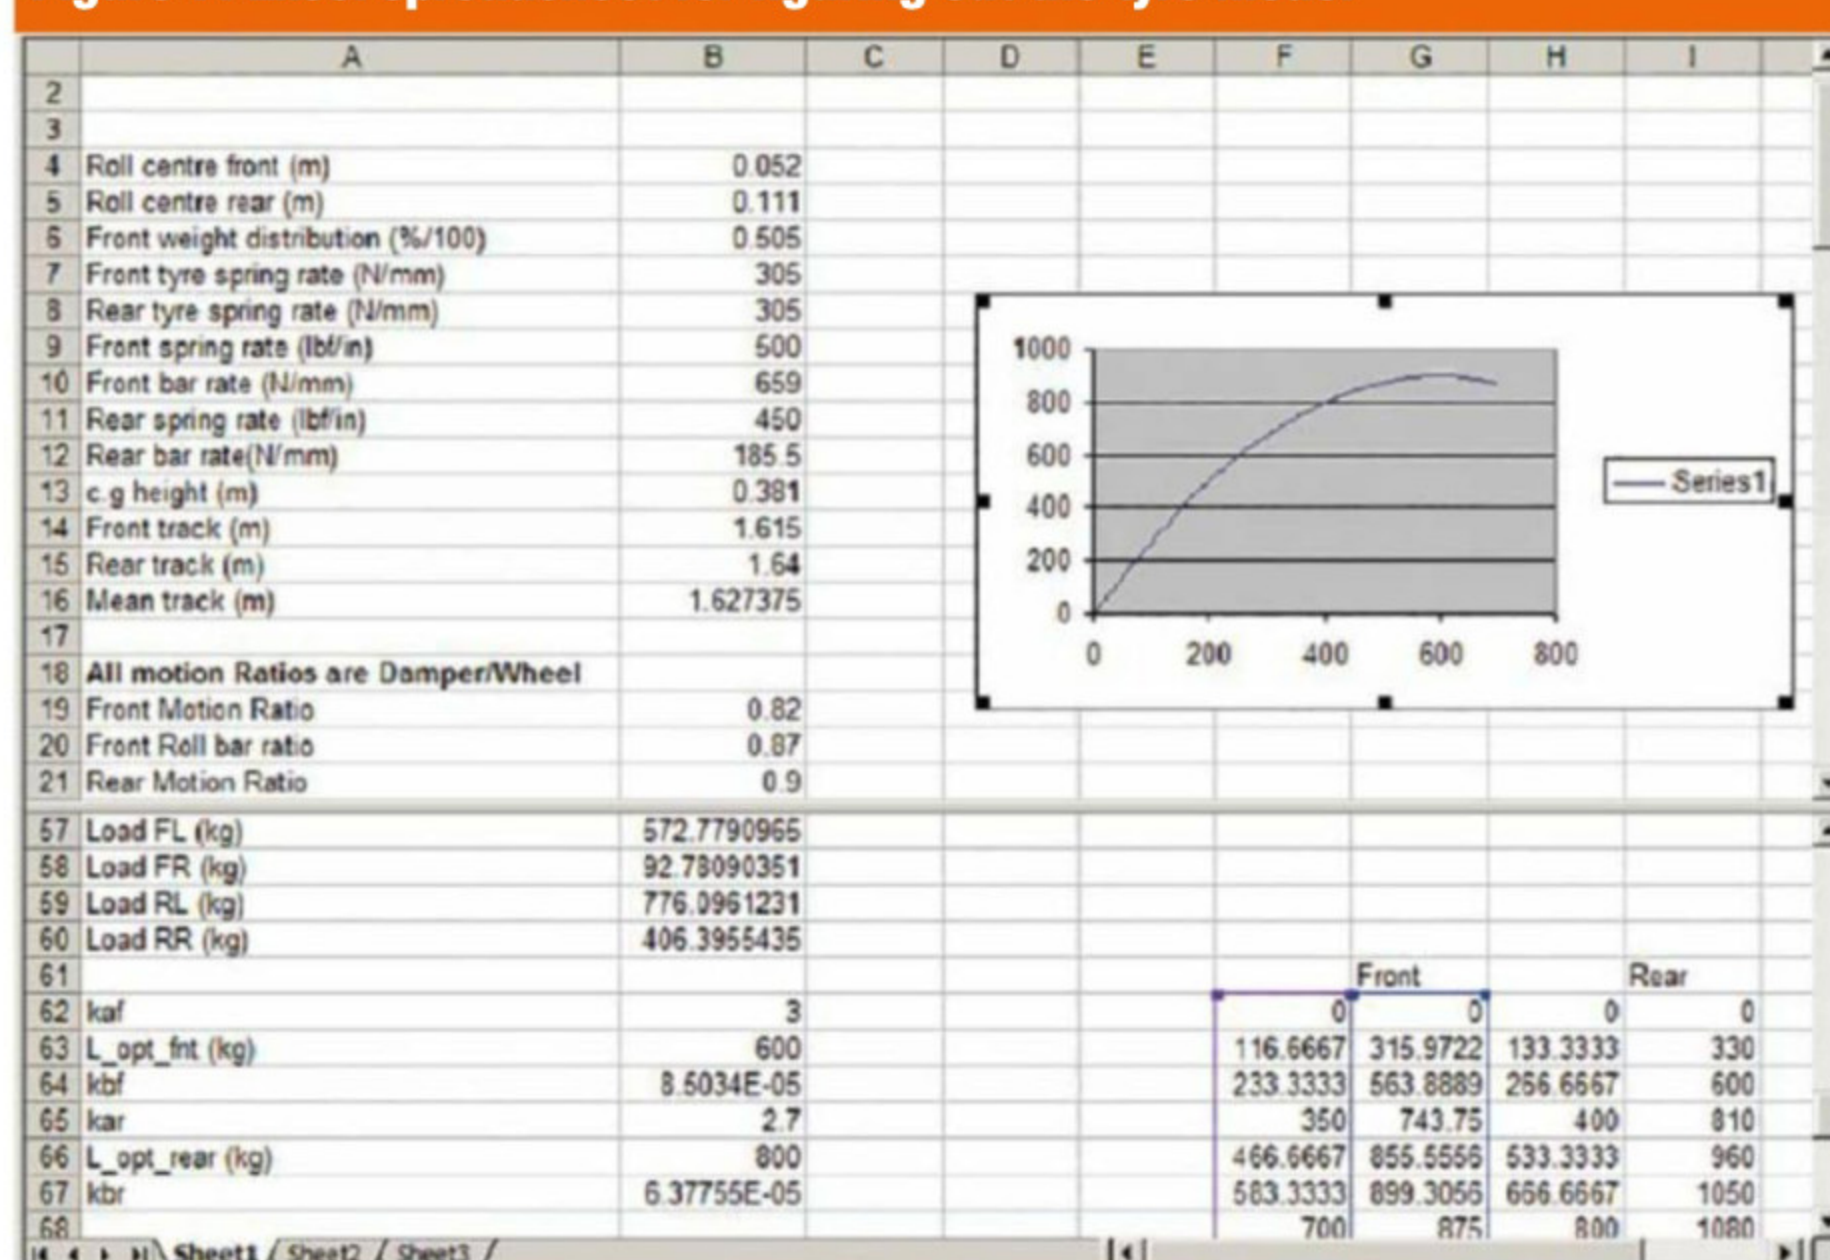 A B C D E F G H I
2
3
4 Roll centre front (m) 0.052
5 Roll centre rear (m) 0.111
6 Front weight distribution (%/100) 0.505
7 Front tyre spring rate (N/mm) 305
8 Rear tyre spring rate (N/mm) 305
9 Front spring rate (lbf/in) 500
10 Front bar rate (N/mm) 659
11 Rear spring rate (lbf/in) 450
12 Rear bar rate(N/mm) 185.5
13 c.g height (m) 0.381
14 Front track (m) 1.615
15 Rear track (m) 1.64
16 Mean track (m) 1.627375
17
18 All motion Ratios are Damper/Wheel
19 Front Motion Ratio 0.82
20 Front Roll bar ratio 0.87
21 Rear Motion Ratio 0.9
1000
800
600
400
200
0
0 200 400 600 800
Series1
57 Load FL (kg) 572.7790965
58 Load FR (kg) 92.78090351
59 Load RL (kg) 776.0961231
60 Load RR (kg) 406.3955435
61 Front Rear
62 kaf 3 0 0 0 0
63 L_opt_fnt (kg) 600 116.6667 315.9722 133.3333 330
64 kbf 8.5034E-05 233.3333 563.8889 266.6667 600
65 kar 2.7 350 743.75 400 810
66 L_opt_rear (kg) 800 466.6667 855.5556 533.3333 960
67 kbr 6.37755E-05 583.3333 899.3056 666.6667 1050
68 700 875 800 1080
Sheet1 Sheet2 Sheet3